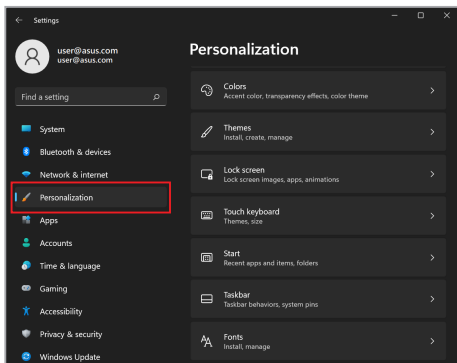 Settings
user@asus.com
user@asus.com
Find a setting
System
Bluetooth & devices
Network & internet
Personalization
Apps
Accounts
Time & language
Gaming
Accessibility
Privacy & security
Windows Update
Personalization
Colors
Accent color, transparency effects, color theme
Themes
Install, create, manage
Lock screen
Lock screen images, apps, animations
Touch keyboard
Themes, size
Start
Recent apps and items, folders
Taskbar
Taskbar behaviors, system pins
Fonts
Install, manage